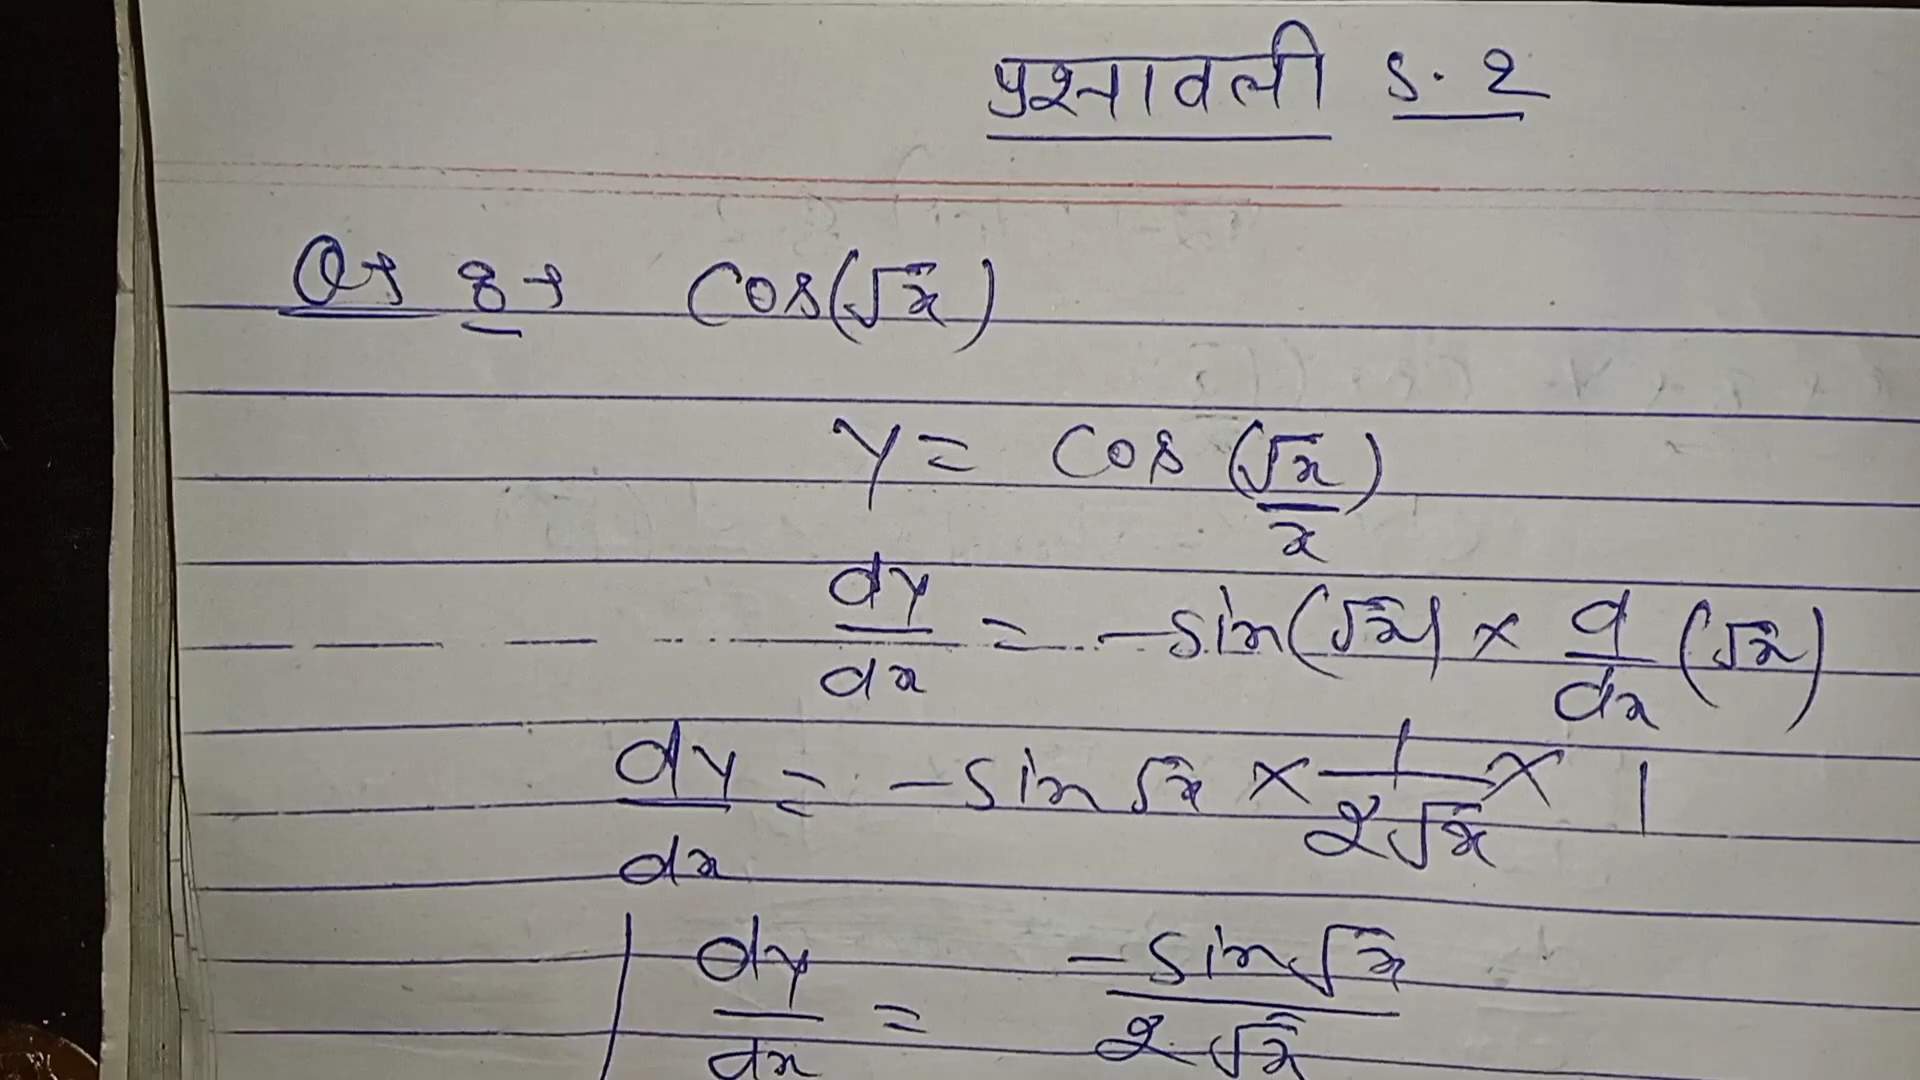 प्रश्नावली 5.2
Q→ 8→ Cos(√x)
y = Cos (√x)
x
dy/dx = -sin(√x) × d/dx (√x)
dy/dx = -sin √x × 1/2√x × 1
dy/dx = -sin√x / 2√x